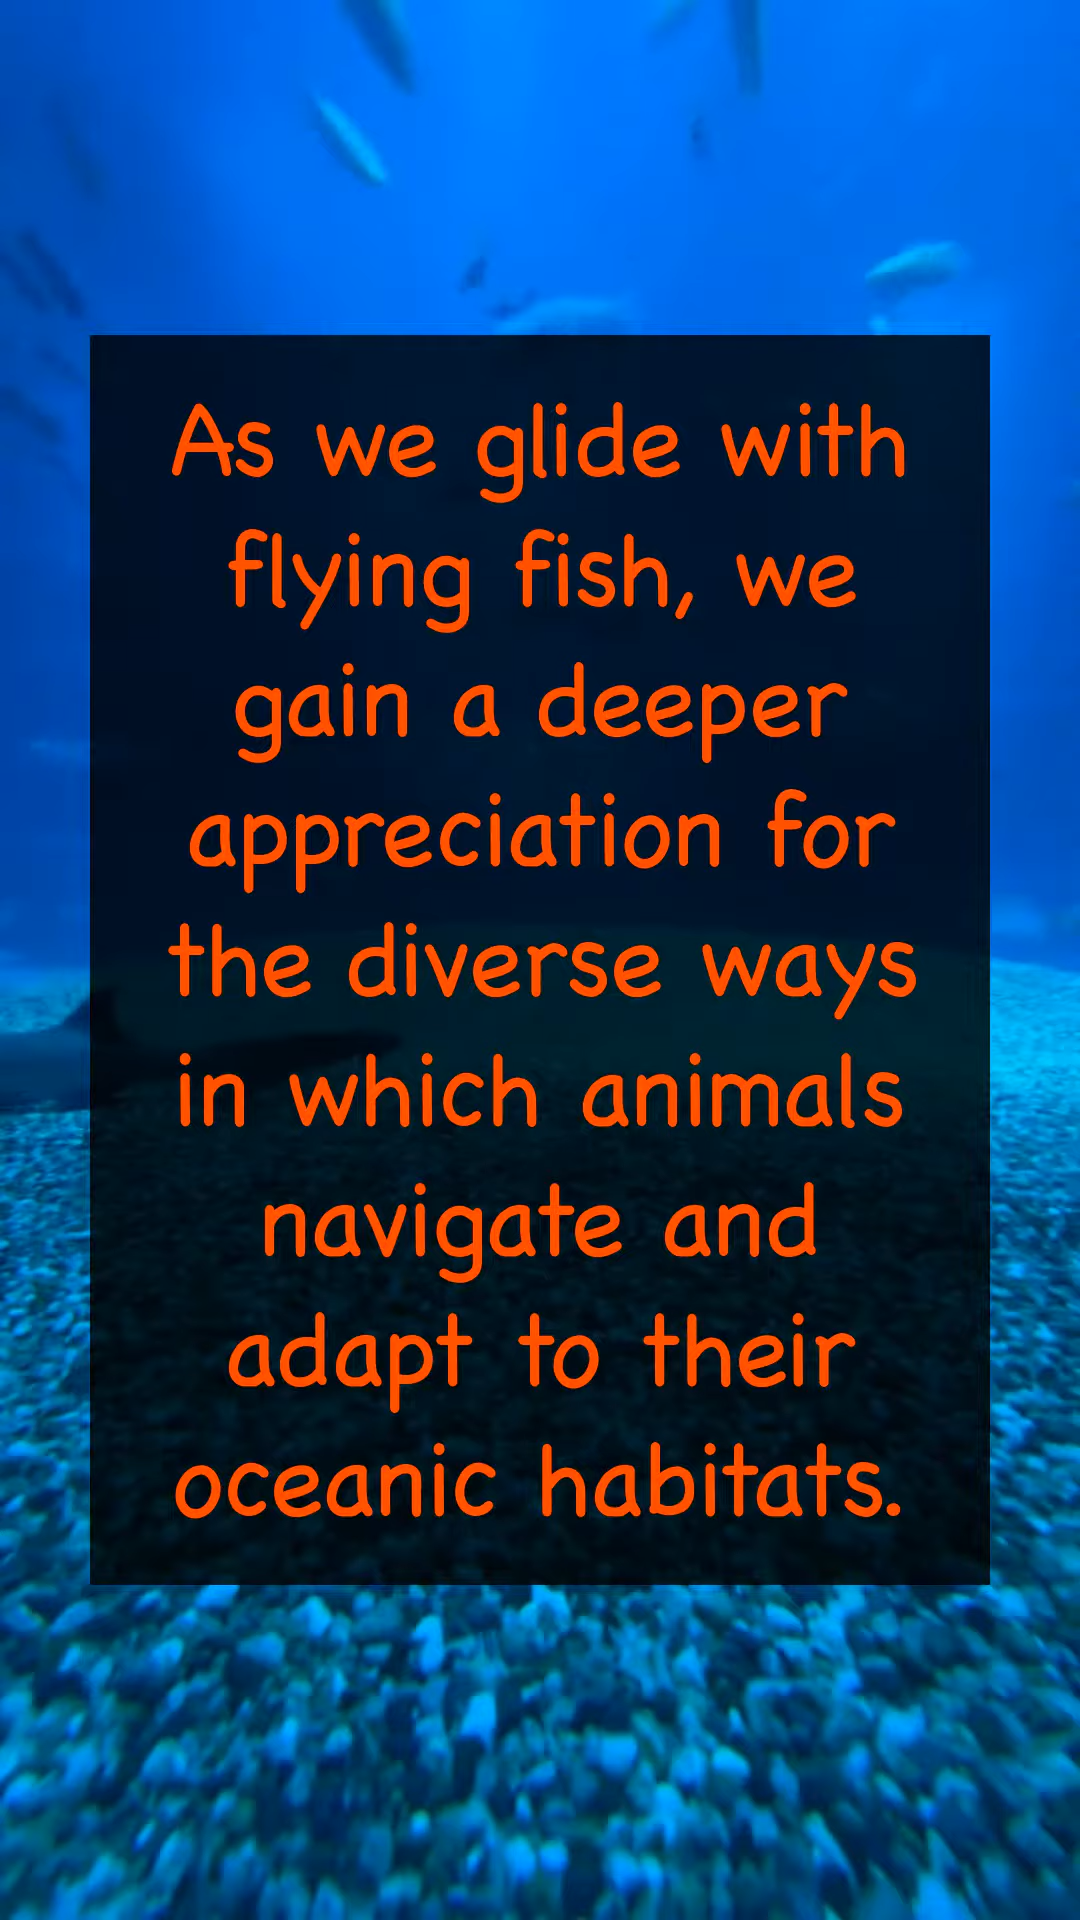 As we glide with
flying fish, we
gain a deeper
appreciation for
the diverse ways
in which animals
navigate and
adapt to their
oceanic habitats.